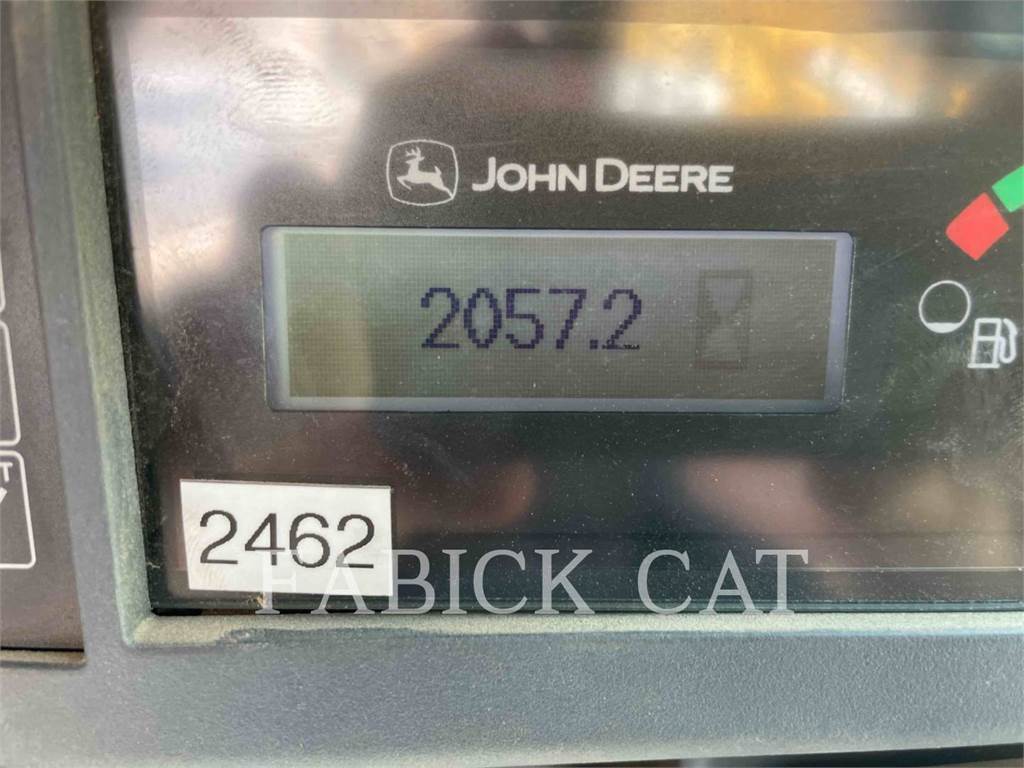 JOHN DEERE
2057.2
T
2462
FABICK CAT